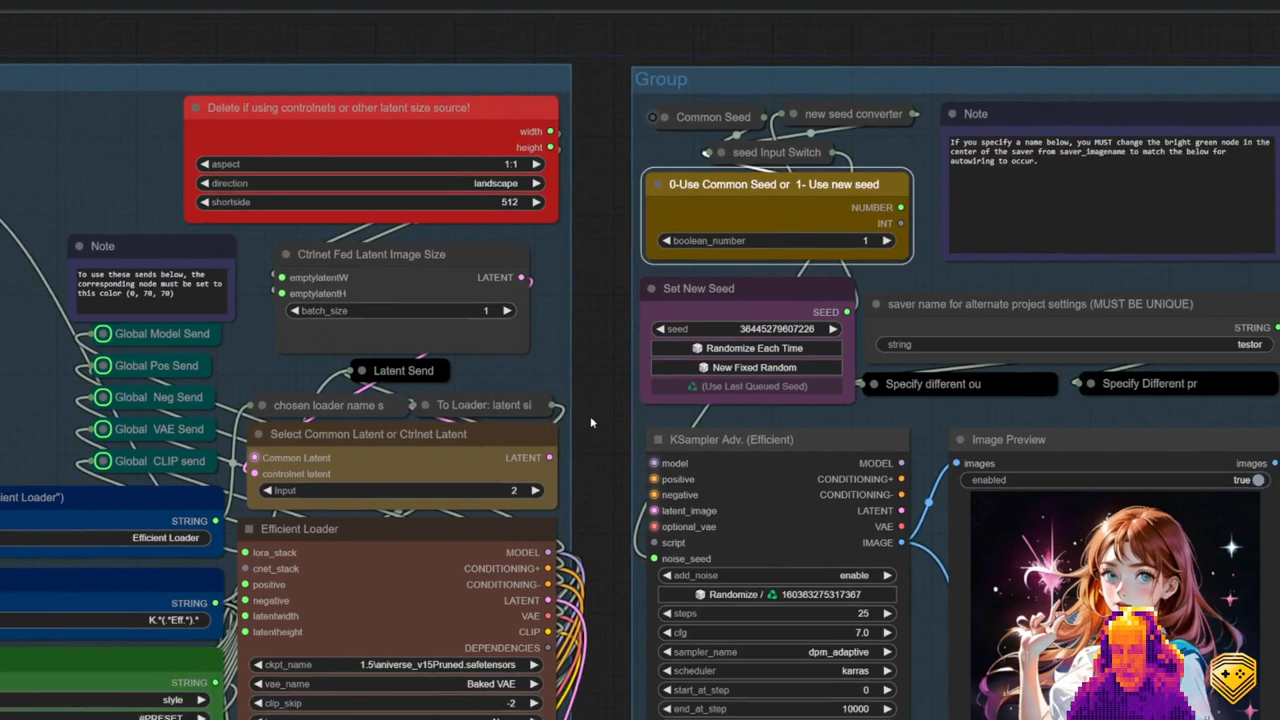 Delete if using controlnets or other latent size source!
width
height
aspect 1:1
direction landscape
shortside 512
Note
To use these sends below, the
corresponding node must be set to
this color (0, 70, 70)
Ctrlnet Fed Latent Image Size
emptylatentW LATENT
emptylatentH
batch_size 1
Global Model Send
Global Pos Send
Global Neg Send
Global VAE Send
Global CLIP send
Latent Send
chosen loader name s
To Loader: latent si
Select Common Latent or Ctrlnet Latent
Common Latent LATENT
controlnet latent
Input 2
cient Loader")
STRING
Efficient Loader
STRING
K.*(.*Eff.*).*
STRING
style
#PRESET
Efficient Loader
lora_stack MODEL
cnet_stack CONDITIONING+
positive CONDITIONING-
negative LATENT
latentwidth VAE
latentheight CLIP
DEPENDENCIES
ckpt_name 1.5\aniverse_v15Pruned.safetensors
vae_name Baked VAE
clip_skip -2
Group
Common Seed
new seed converter
seed Input Switch
0-Use Common Seed or 1- Use new seed
NUMBER
INT
boolean_number 1
Note
If you specify a name below, you MUST change the bright green node in the
center of the saver from saver_imagename to match the below for
autowiring to occur.
Set New Seed
SEED
seed 36445279607226
Randomize Each Time
New Fixed Random
(Use Last Queued Seed)
saver name for alternate project settings (MUST BE UNIQUE)
STRING
string testor
Specify different ou
Specify Different pr
KSampler Adv. (Efficient)
model MODEL
positive CONDITIONING+
negative CONDITIONING-
latent_image LATENT
optional_vae VAE
script IMAGE
noise_seed
add_noise enable
Randomize / 160363275317367
steps 25
cfg 7.0
sampler_name dpm_adaptive
scheduler karras
start_at_step 0
end_at_step 10000
Image Preview
images images
enabled true